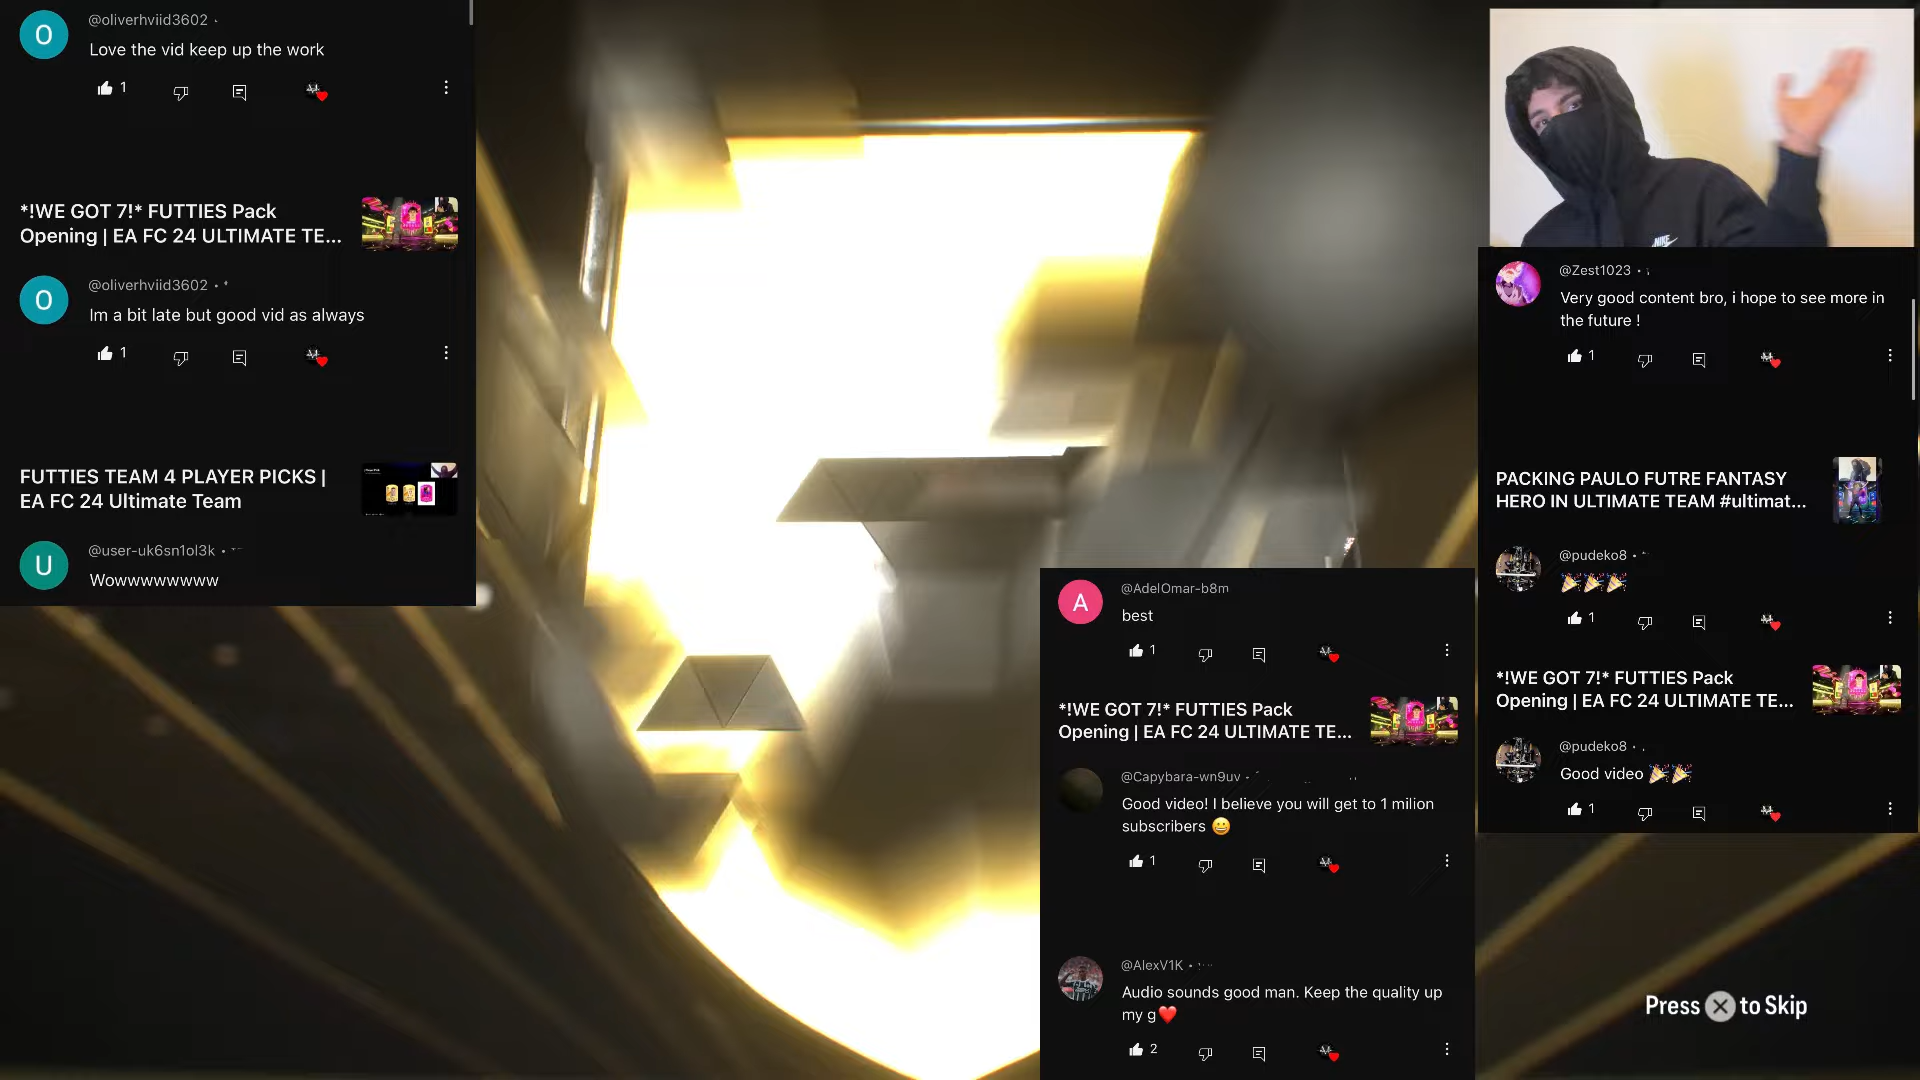 @oliverhviid3602 ·
Love the vid keep up the work
1
*!WE GOT 7!* FUTTIES Pack
Opening | EA FC 24 ULTIMATE TE...
@oliverhviid3602 ·
Im a bit late but good vid as always
1
FUTTIES TEAM 4 PLAYER PICKS |
EA FC 24 Ultimate Team
@user-uk6sn1ol3k ·
Wowwwwwwww
NIKE
@Zest1023 ·
Very good content bro, i hope to see more in
the future !
1
PACKING PAULO FUTRE FANTASY
HERO IN ULTIMATE TEAM #ultimat...
@pudeko8 ·
🎉🎉🎉
1
*!WE GOT 7!* FUTTIES Pack
Opening | EA FC 24 ULTIMATE TE...
@pudeko8 ·
Good video 🎉🎉
1
@AdelOmar-b8m
best
1
*!WE GOT 7!* FUTTIES Pack
Opening | EA FC 24 ULTIMATE TE...
@Capybara-wn9uv ·
Good video! I believe you will get to 1 milion
subscribers 😀
1
@AlexV1K ·
Audio sounds good man. Keep the quality up
my g❤️
2
Press X to Skip